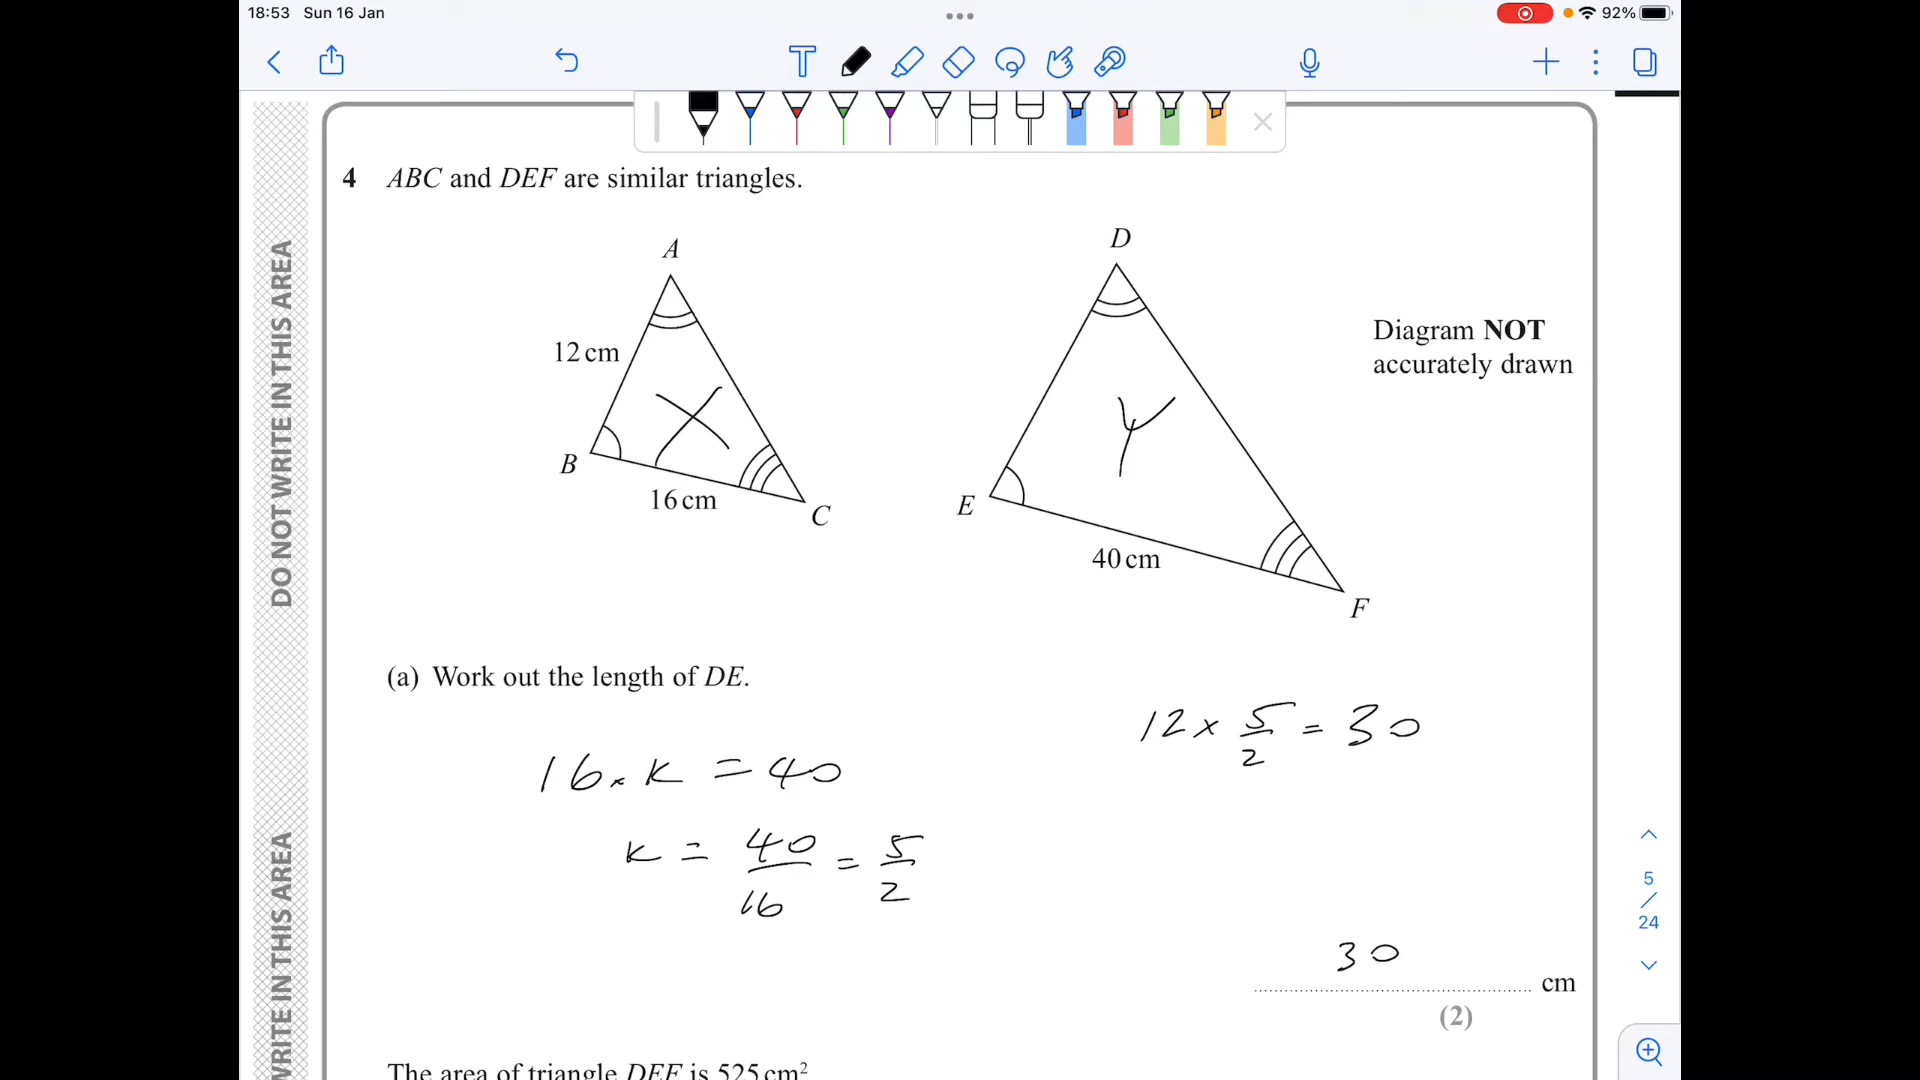 18:53 Sun 16 Jan
92%
DO NOT WRITE IN THIS AREA
4 ABC and DEF are similar triangles.
A
12 cm
X
B
16 cm
C
D
Y
E
40 cm
F
Diagram NOT
accurately drawn
(a) Work out the length of DE.
16 × k = 40
k = 40/16 = 5/2
12 × 5/2 = 30
30
cm
(2)
The area of triangle DEF is 525 cm²
WRITE IN THIS AREA
5
/
24